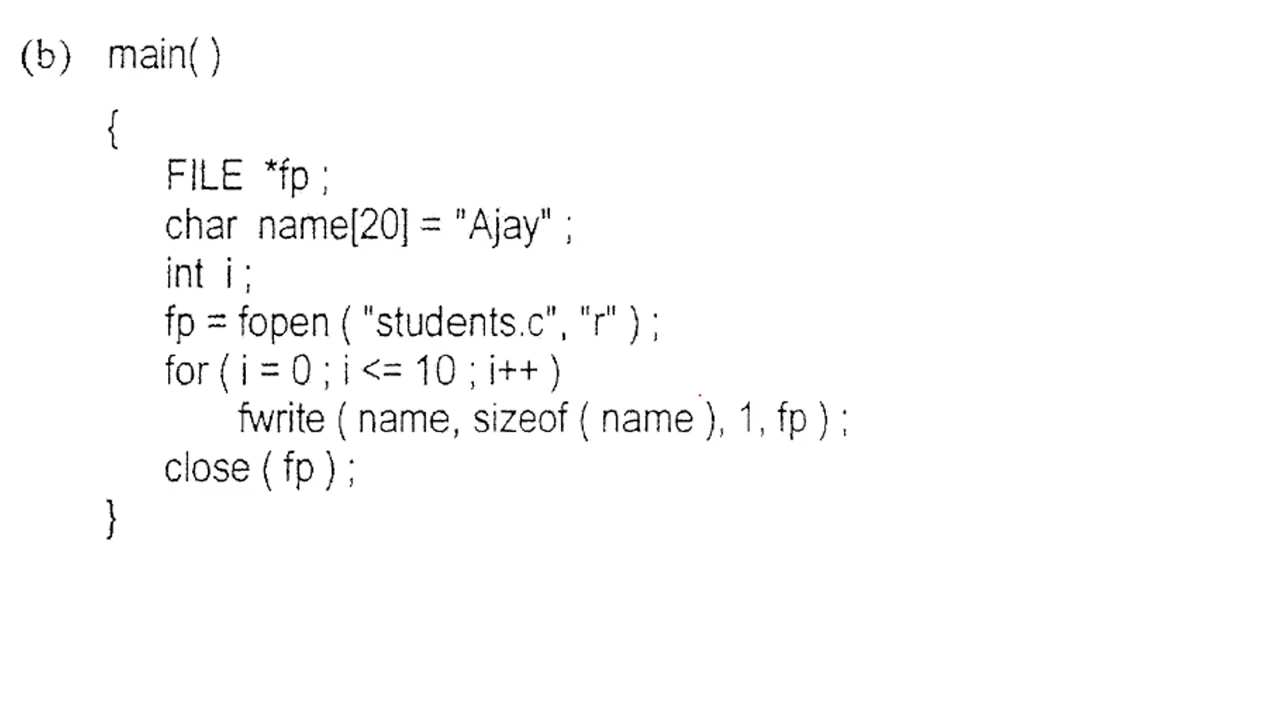 (b) main( )
{
FILE *fp ;
char name[20] = "Ajay" ;
int i ;
fp = fopen ( "students.c", "r" ) ;
for ( i = 0 ; i <= 10 ; i++ )
fwrite ( name, sizeof ( name ), 1, fp ) ;
close ( fp ) ;
}